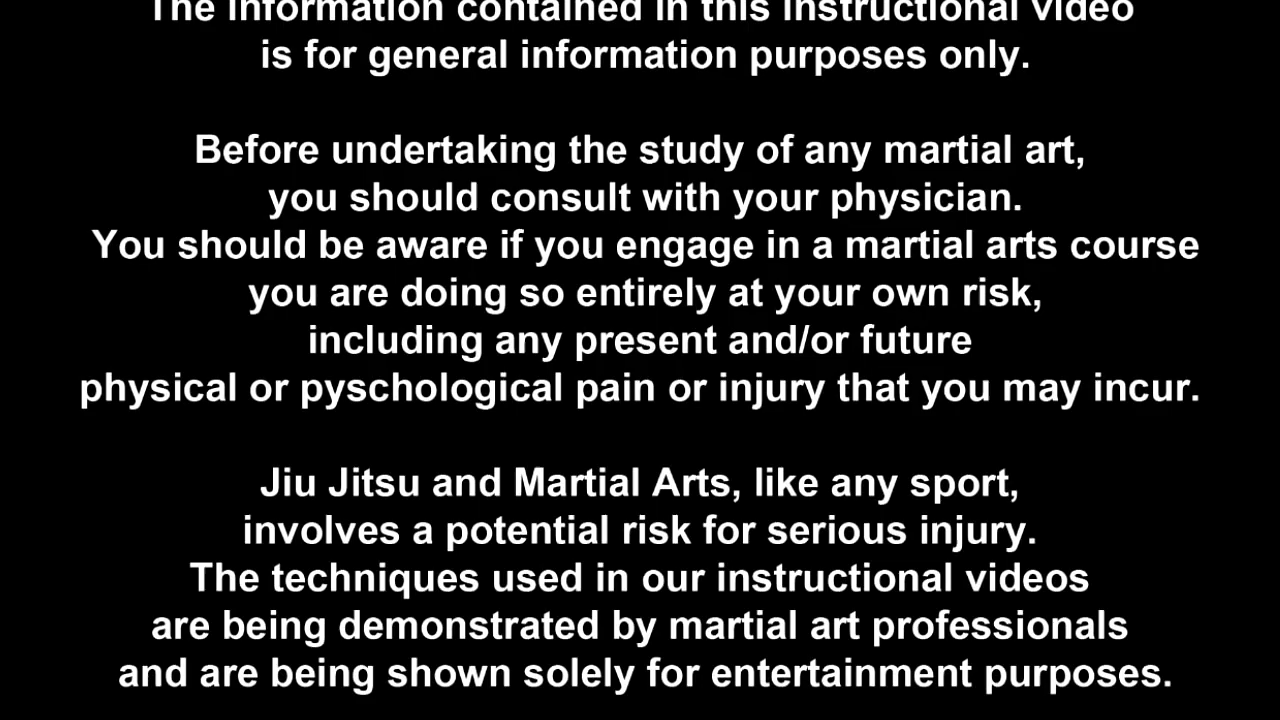 The information contained in this instructional video
is for general information purposes only.
Before undertaking the study of any martial art,
you should consult with your physician.
You should be aware if you engage in a martial arts course
you are doing so entirely at your own risk,
including any present and/or future
physical or pyschological pain or injury that you may incur.
Jiu Jitsu and Martial Arts, like any sport,
involves a potential risk for serious injury.
The techniques used in our instructional videos
are being demonstrated by martial art professionals
and are being shown solely for entertainment purposes.